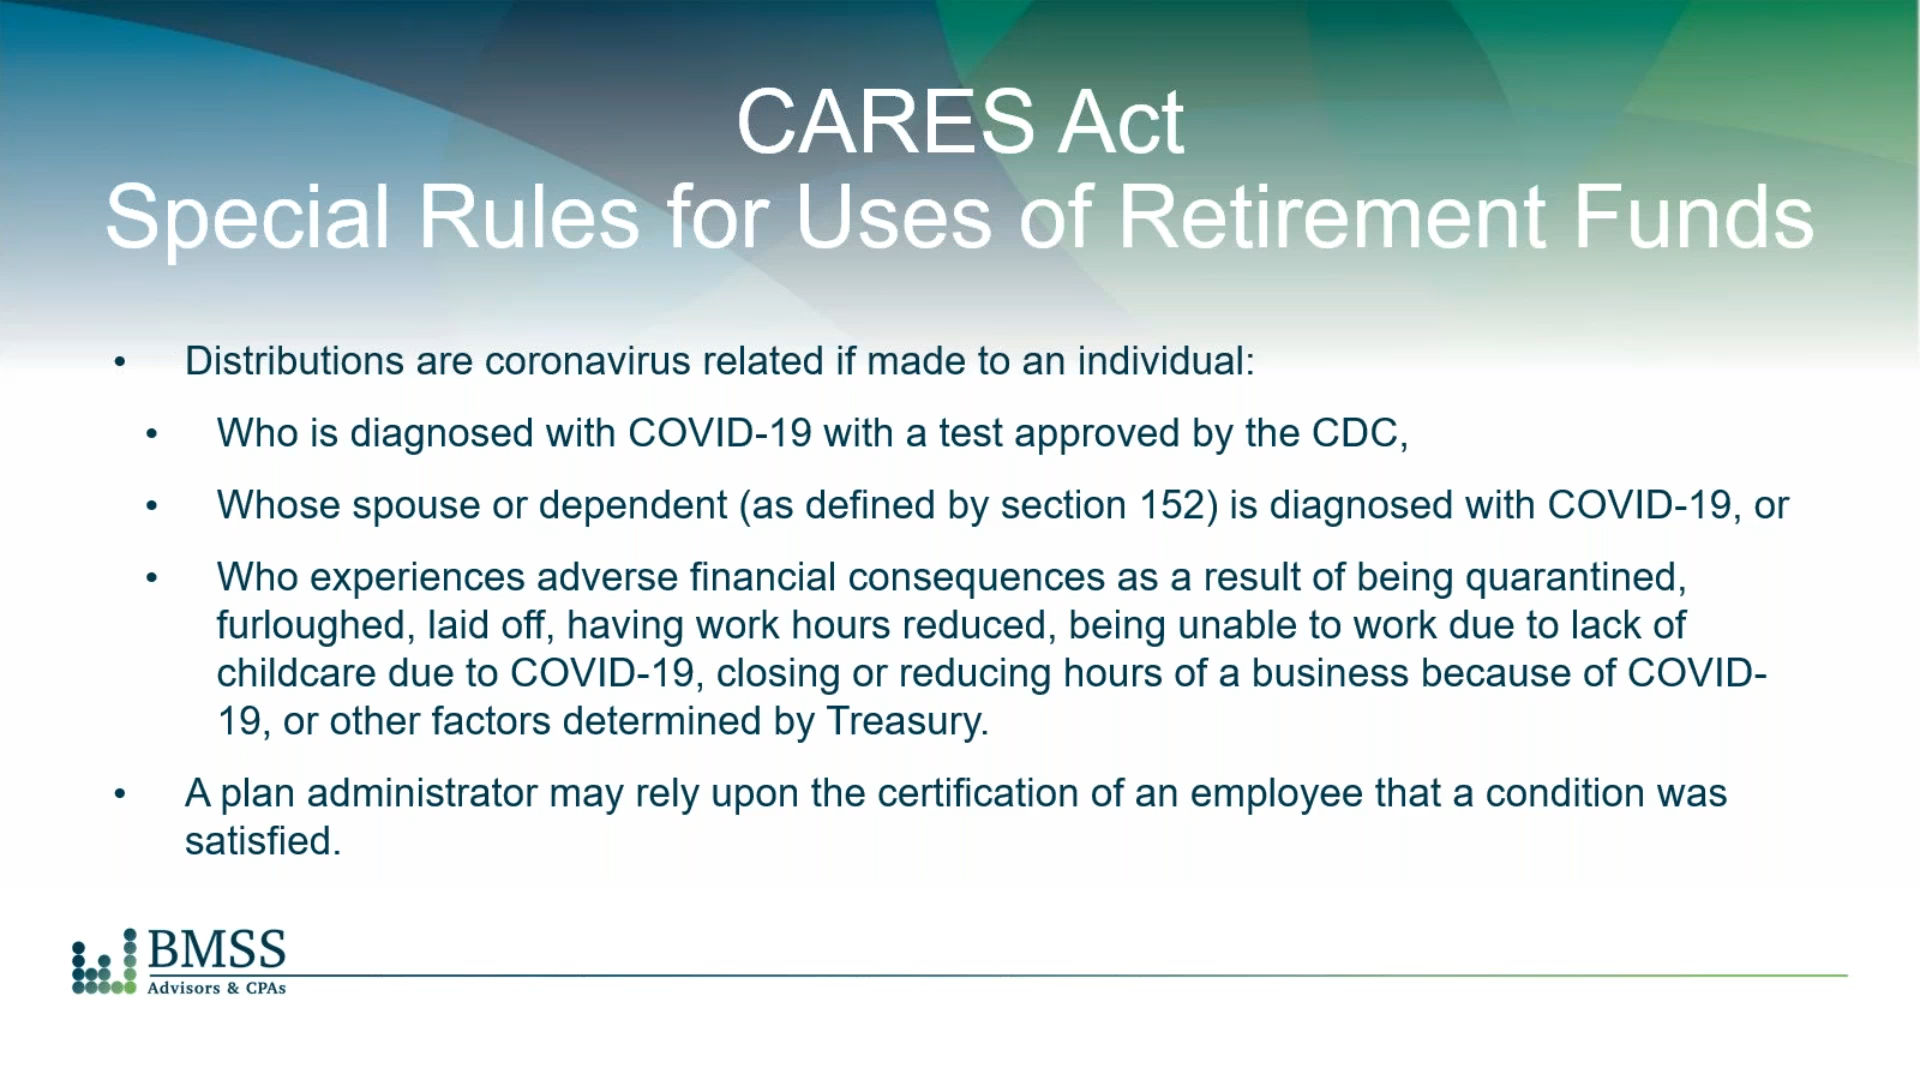 CARES Act
Special Rules for Uses of Retirement Funds
• Distributions are coronavirus related if made to an individual:
• Who is diagnosed with COVID-19 with a test approved by the CDC,
• Whose spouse or dependent (as defined by section 152) is diagnosed with COVID-19, or
• Who experiences adverse financial consequences as a result of being quarantined,
furloughed, laid off, having work hours reduced, being unable to work due to lack of
childcare due to COVID-19, closing or reducing hours of a business because of COVID-
19, or other factors determined by Treasury.
• A plan administrator may rely upon the certification of an employee that a condition was
satisfied.
BMSS
Advisors & CPAs